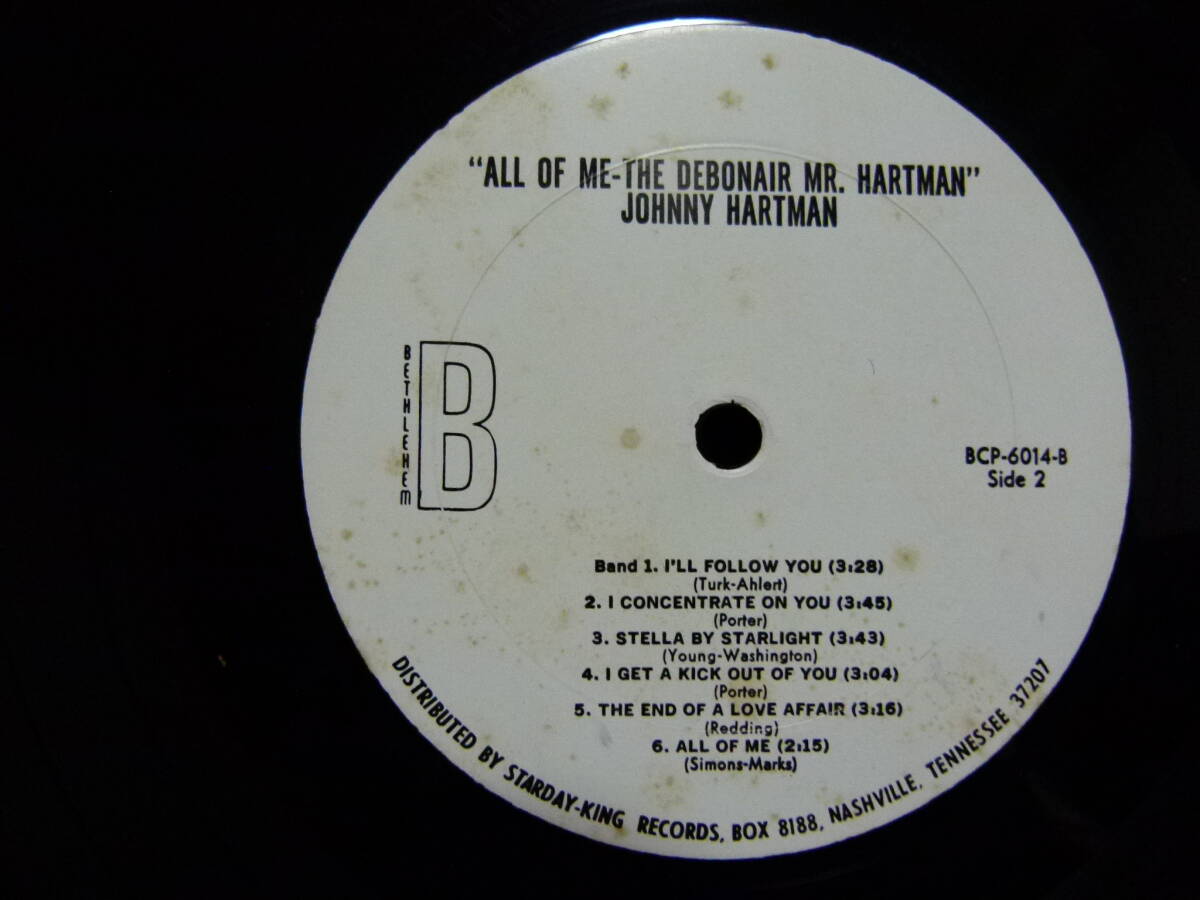 "ALL OF ME-THE DEBONAIR MR. HARTMAN"
JOHNNY HARTMAN
BETHLEHEM
B
BCP-6014-B
Side 2
Band 1. I'LL FOLLOW YOU (3:28)
(Turk-Ahlert)
2. I CONCENTRATE ON YOU (3:45)
(Porter)
3. STELLA BY STARLIGHT (3:43)
(Young-Washington)
4. I GET A KICK OUT OF YOU (3:04)
(Porter)
5. THE END OF A LOVE AFFAIR (3:16)
(Redding)
6. ALL OF ME (2:15)
(Simons-Marks)
DISTRIBUTED BY STARDAY-KING RECORDS, BOX 8188, NASHVILLE, TENNESSEE 37207